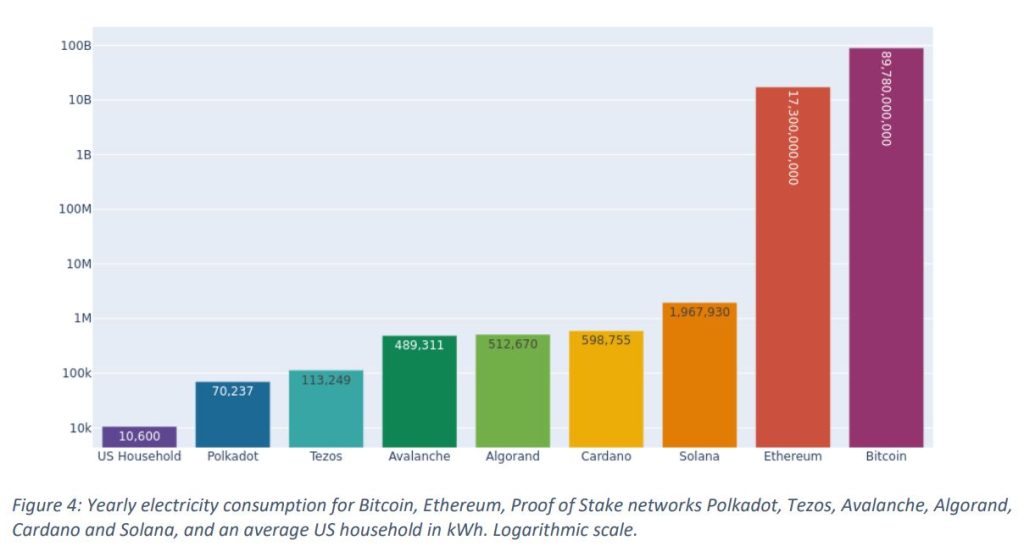 100B
10B
1B
100M
10M
1M
100k
10k
10,600
70,237
113,249
489,311
512,670
598,755
1,967,930
17,300,000,000
89,780,000,000
US Household Polkadot Tezos Avalanche Algorand Cardano Solana Ethereum Bitcoin
Figure 4: Yearly electricity consumption for Bitcoin, Ethereum, Proof of Stake networks Polkadot, Tezos, Avalanche, Algorand,
Cardano and Solana, and an average US household in kWh. Logarithmic scale.